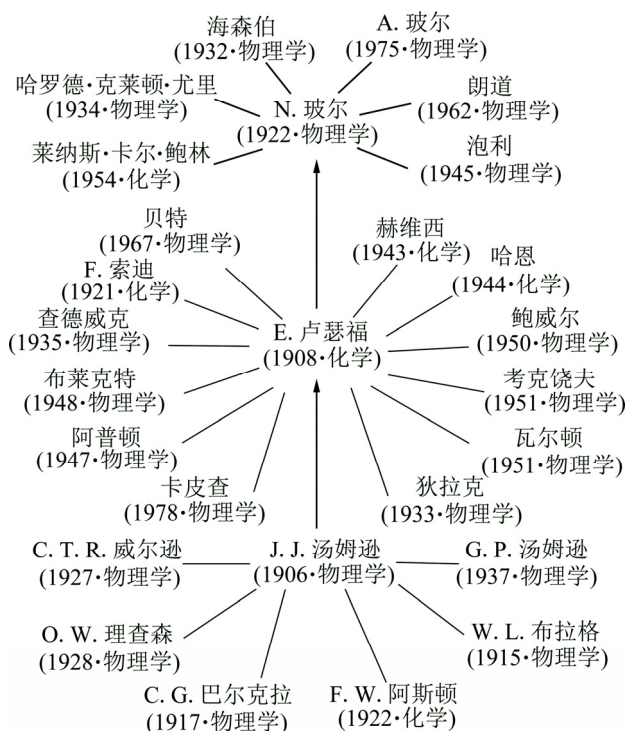 海森伯
(1932·物理学)
A. 玻尔
(1975·物理学)
哈罗德·克莱顿·尤里
(1934·物理学)
N. 玻尔
(1922·物理学)
朗道
(1962·物理学)
莱纳斯·卡尔·鲍林
(1954·化学)
泡利
(1945·物理学)
贝特
(1967·物理学)
赫维西
(1943·化学)
F. 索迪
(1921·化学)
哈恩
(1944·化学)
查德威克
(1935·物理学)
E. 卢瑟福
(1908·化学)
鲍威尔
(1950·物理学)
布莱克特
(1948·物理学)
考克饶夫
(1951·物理学)
阿普顿
(1947·物理学)
瓦尔顿
(1951·物理学)
卡皮查
(1978·物理学)
狄拉克
(1933·物理学)
C. T. R. 威尔逊
(1927·物理学)
J. J. 汤姆逊
(1906·物理学)
G. P. 汤姆逊
(1937·物理学)
O. W. 理查森
(1928·物理学)
W. L. 布拉格
(1915·物理学)
C. G. 巴尔克拉
(1917·物理学)
F. W. 阿斯顿
(1922·化学)